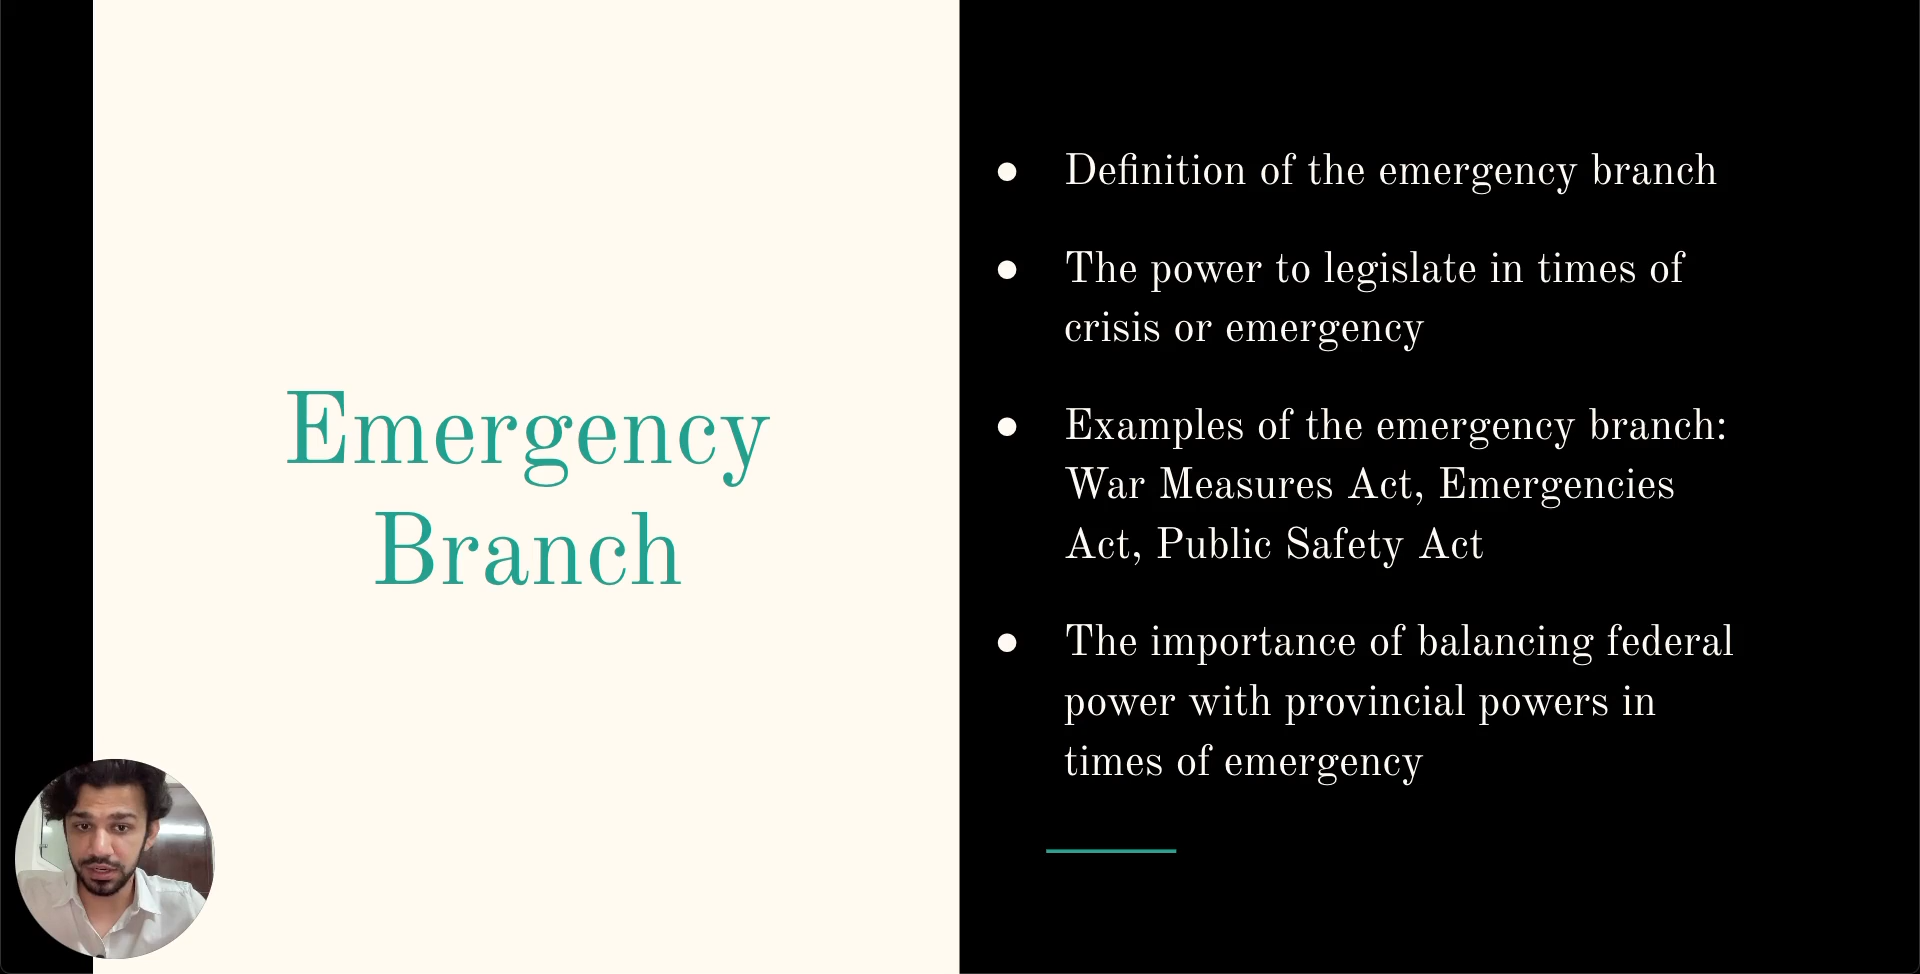 Emergency
Branch
● Definition of the emergency branch
● The power to legislate in times of
crisis or emergency
● Examples of the emergency branch:
War Measures Act, Emergencies
Act, Public Safety Act
● The importance of balancing federal
power with provincial powers in
times of emergency